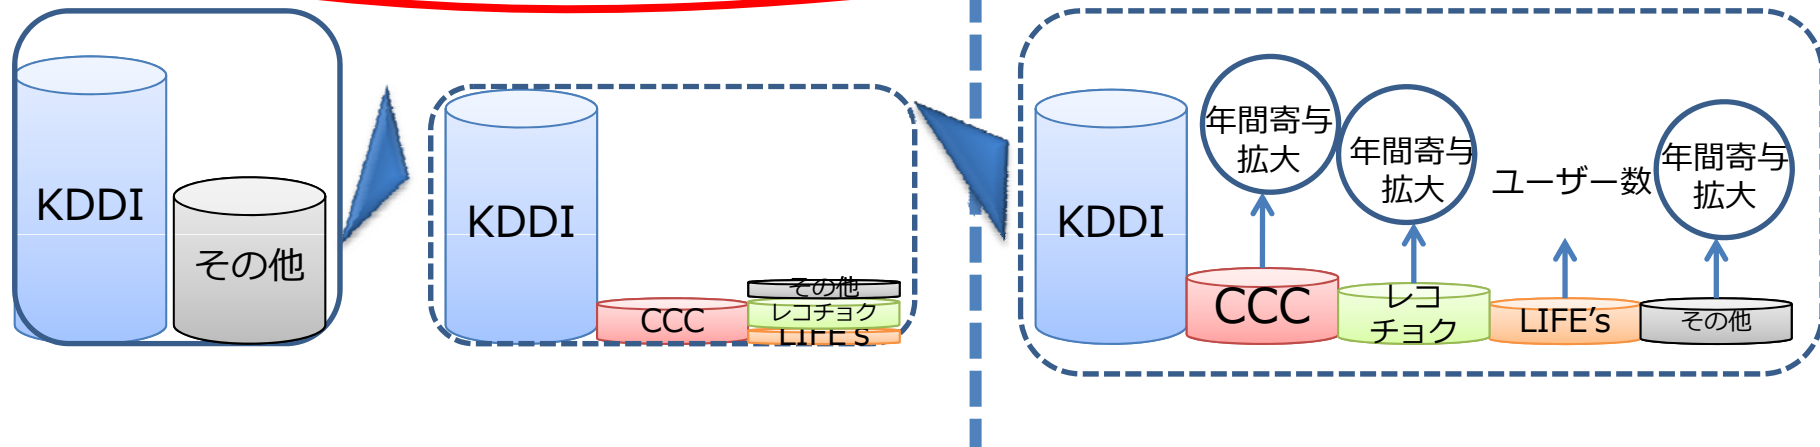 KDDI
その他
KDDI
CCC
その他
レコチョク
LIFE's
KDDI
年間寄与
拡大
CCC
年間寄与
拡大
レコ
チョク
ユーザー数
LIFE’s
年間寄与
拡大
その他